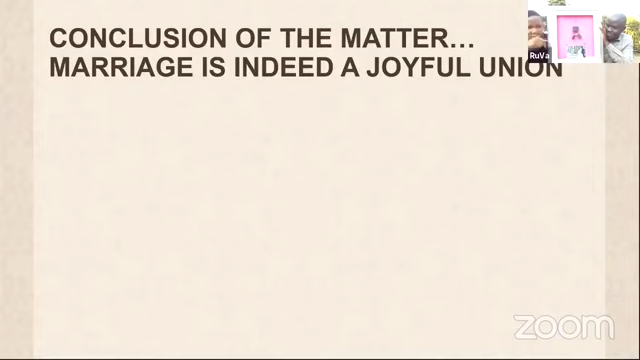 CONCLUSION OF THE MATTER...
MARRIAGE IS INDEED A JOYFUL UNION
RuVa
zoom